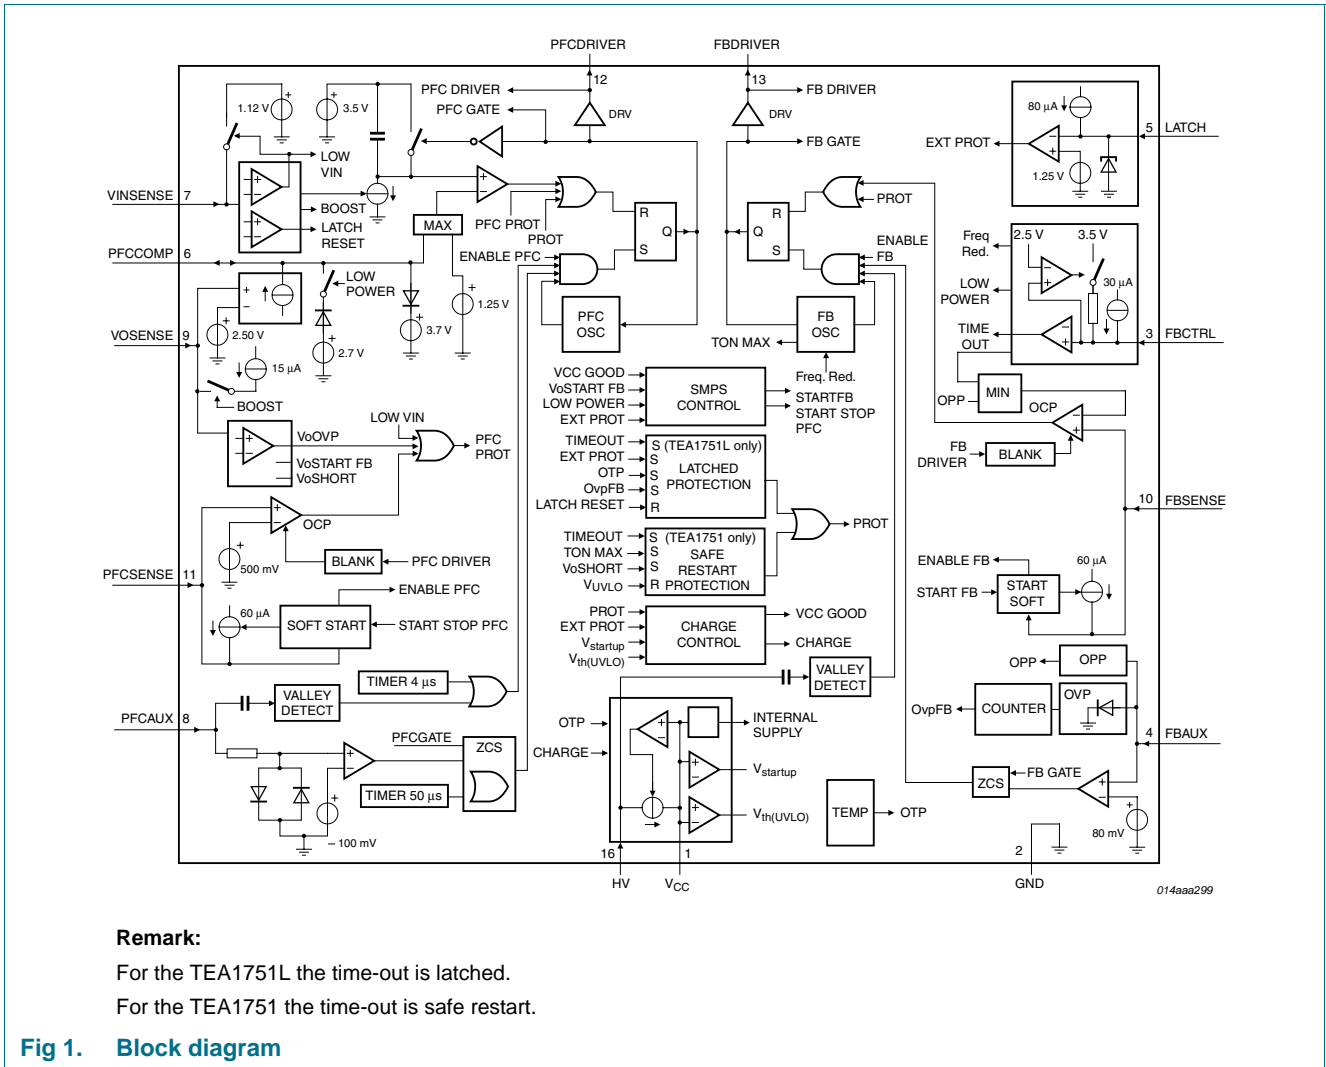 PFCDRIVER
FBDRIVER
12
13
PFC DRIVER
FB DRIVER
1.12 V
3.5 V
PFC GATE
DRV
DRV
80 μA
5 LATCH
FB GATE
EXT PROT
LOW
VIN
1.25 V
VINSENSE 7
BOOST
LATCH
RESET
MAX
PFC PROT
PROT
R
Q
S
R
Q
S
PROT
ENABLE
FB
Freq
Red.
2.5 V
3.5 V
PFCCOMP 6
ENABLE PFC
LOW
POWER
LOW
POWER
30 μA
1.25 V
2.50 V
3.7 V
PFC
OSC
FB
OSC
TIME
OUT
3 FBCTRL
VOSENSE 9
2.7 V
TON MAX
15 μA
Freq. Red.
VCC GOOD
VoSTART FB
LOW POWER
EXT PROT
SMPS
CONTROL
STARTFB
START STOP
PFC
OPP
MIN
OCP
BOOST
LOW VIN
VoOVP
PFC
PROT
VoSTART FB
VoSHORT
TIMEOUT
EXT PROT
OTP
OvpFB
LATCH RESET
S (TEA1751L only)
S
S
S
R
LATCHED
PROTECTION
FB
DRIVER
BLANK
10 FBSENSE
OCP
PROT
500 mV
BLANK
PFC DRIVER
TIMEOUT
TON MAX
VoSHORT
VUVLO
S (TEA1751 only)
S
S
R
SAFE
RESTART
PROTECTION
PFCSENSE 11
ENABLE PFC
ENABLE FB
60 μA
START FB
START
SOFT
60 μA
SOFT START
START STOP PFC
PROT
EXT PROT
Vstartup
Vth(UVLO)
CHARGE
CONTROL
VCC GOOD
CHARGE
OPP
OPP
TIMER 4 μs
VALLEY
DETECT
VALLEY
DETECT
OvpFB
COUNTER
OVP
PFCAUX 8
OTP
INTERNAL
SUPPLY
4 FBAUX
PFCGATE
ZCS
CHARGE
Vstartup
FB GATE
ZCS
TIMER 50 μs
Vth(UVLO)
TEMP
OTP
80 mV
– 100 mV
16
1
2
HV
VCC
GND
014aaa299
Remark:
For the TEA1751L the time-out is latched.
For the TEA1751 the time-out is safe restart.
Fig 1. Block diagram